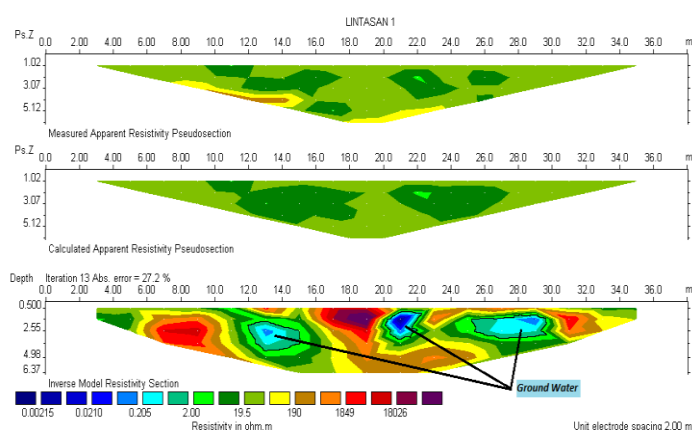 LINTASAN 1
Ps.Z
0.0 2.0 4.00 6.00 8.00 10.0 12.0 14.0 16.0 18.0 20.0 22.0 24.0 26.0 28.0 30.0 32.0 34.0 36.0 m.
1.02
3.07
5.12
Measured Apparent Resistivity Pseudosection
Ps.Z
0.0 2.0 4.00 6.00 8.00 10.0 12.0 14.0 16.0 18.0 20.0 22.0 24.0 26.0 28.0 30.0 32.0 34.0 36.0 m.
1.02
3.07
5.12
Calculated Apparent Resistivity Pseudosection
Depth Iteration 13 Abs. error = 27.2 %
0.0 2.0 4.00 6.00 8.00 10.0 12.0 14.0 16.0 18.0 20.0 22.0 24.0 26.0 28.0 30.0 32.0 34.0 36.0 m.
0.500
2.55
4.98
6.37
Ground Water
Inverse Model Resistivity Section
0.00215 0.0210 0.205 2.00 19.5 190 1849 18026
Resistivity in ohm.m
Unit electrode spacing 2.00 m